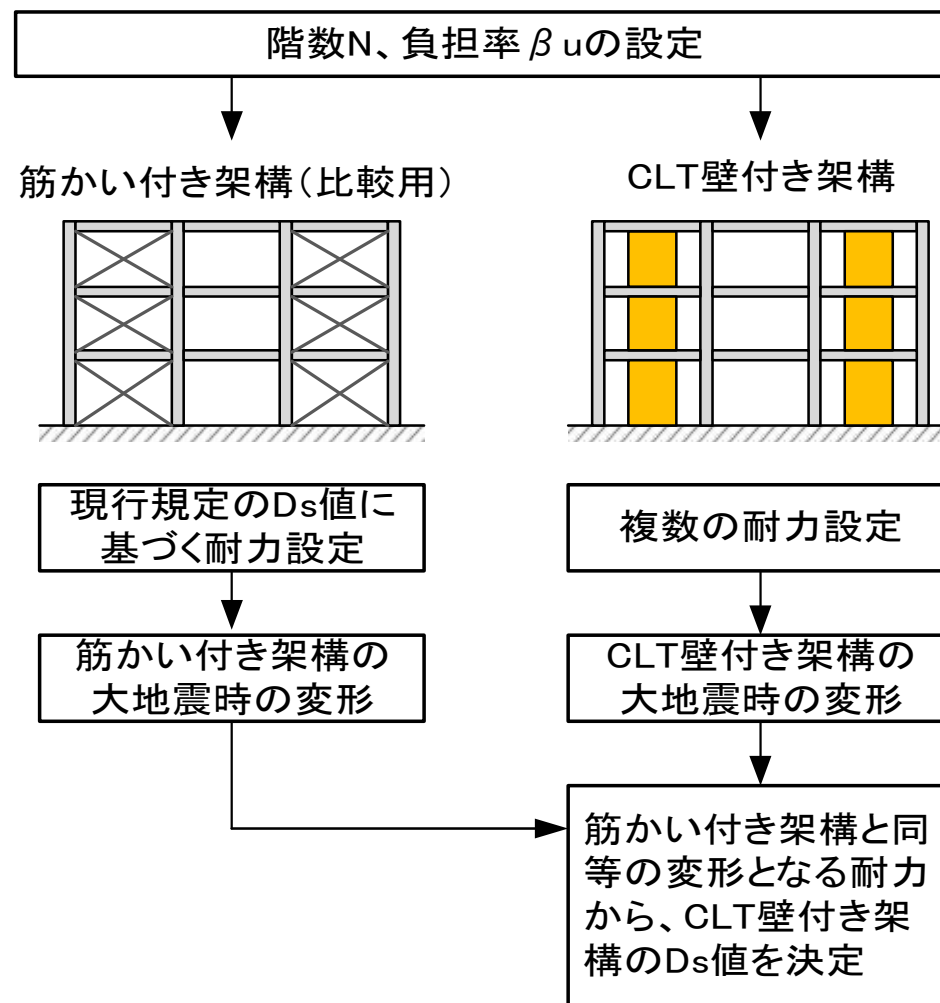 階数N、負担率βuの設定
筋かい付き架構(比較用)
CLT壁付き架構
現行規定のDs値に
基づく耐力設定
複数の耐力設定
筋かい付き架構の
大地震時の変形
CLT壁付き架構の
大地震時の変形
筋かい付き架構と同
等の変形となる耐力
から、CLT壁付き架
構のDs値を決定